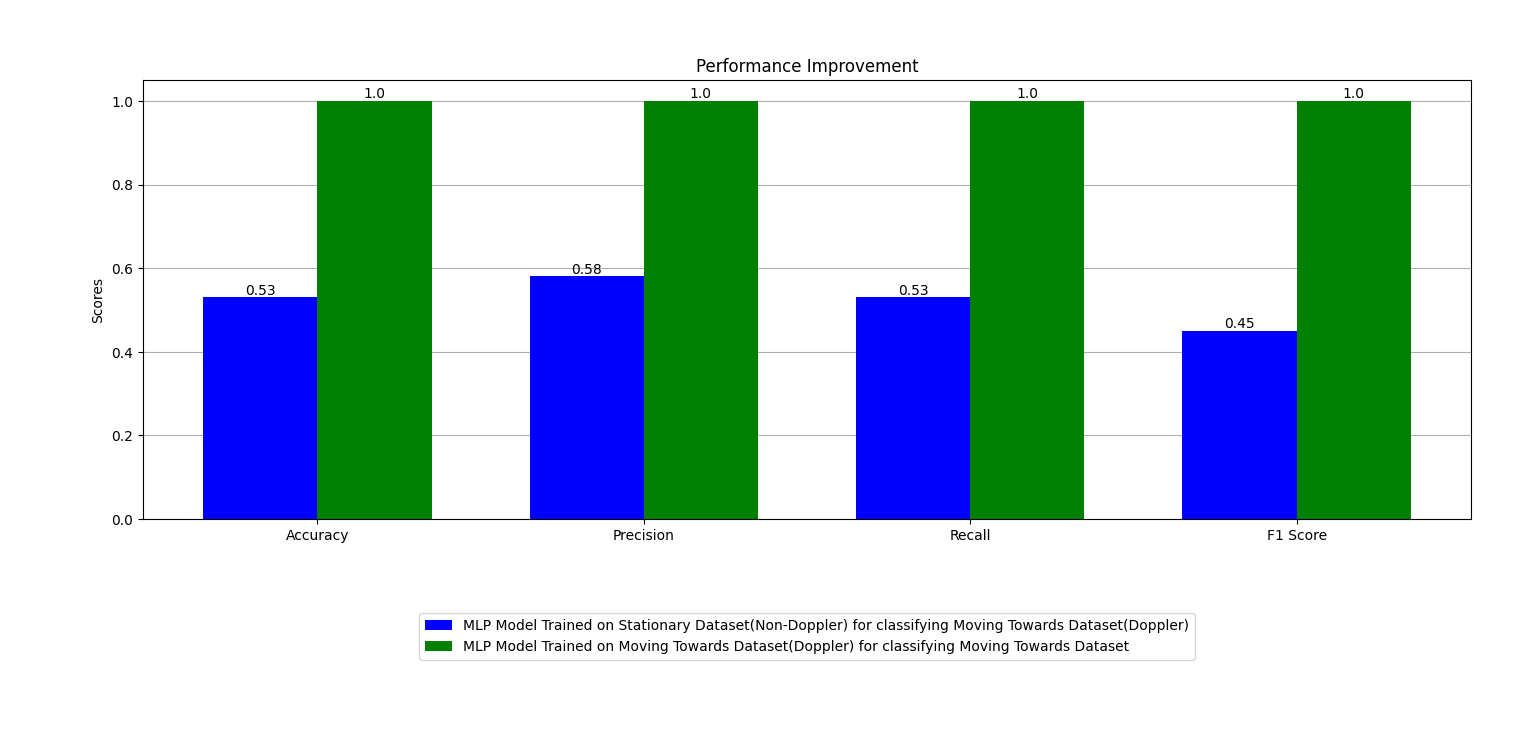 Performance Improvement
1.0 1.0 1.0 1.0
1.0
0.8
0.6
0.58
0.53 0.53
0.45
Scores
0.4
0.2
0.0
Accuracy Precision Recall F1 Score
MLP Model Trained on Stationary Dataset(Non-Doppler) for classifying Moving Towards Dataset(Doppler)
MLP Model Trained on Moving Towards Dataset(Doppler) for classifying Moving Towards Dataset